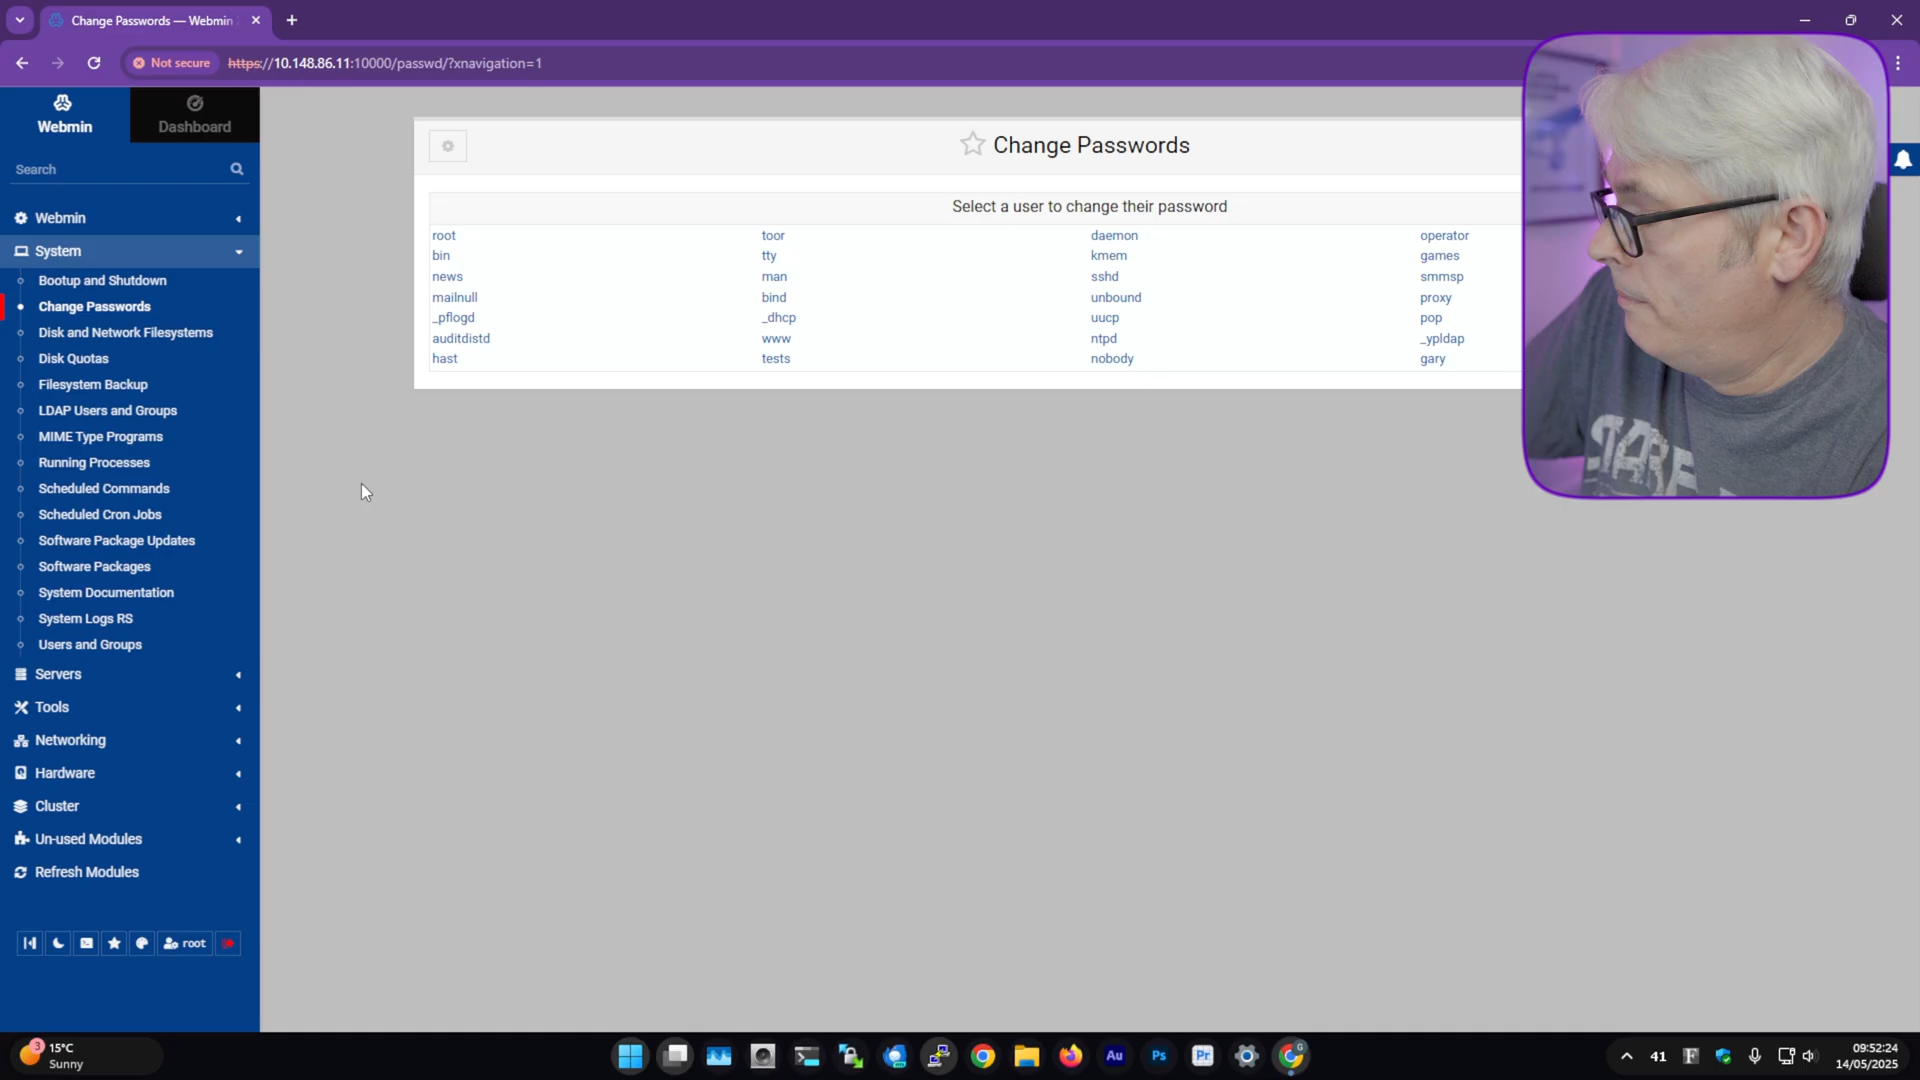 Change Passwords — Webmin
Not secure
https://10.148.86.11:10000/passwd/?xnavigation=1
Webmin
Dashboard
Search
Webmin
System
Bootup and Shutdown
Change Passwords
Disk and Network Filesystems
Disk Quotas
Filesystem Backup
LDAP Users and Groups
MIME Type Programs
Running Processes
Scheduled Commands
Scheduled Cron Jobs
Software Package Updates
Software Packages
System Documentation
System Logs RS
Users and Groups
Servers
Tools
Networking
Hardware
Cluster
Un-used Modules
Refresh Modules
root
Change Passwords
Select a user to change their password
root toor daemon operator
bin tty kmem games
news man sshd smmsp
mailnull bind unbound proxy
_pflogd _dhcp uucp pop
auditdistd www ntpd _ypldap
hast tests nobody gary
3
15°C
Sunny
Au
Ps
Pr
G
41
F
09:52:24
14/05/2025